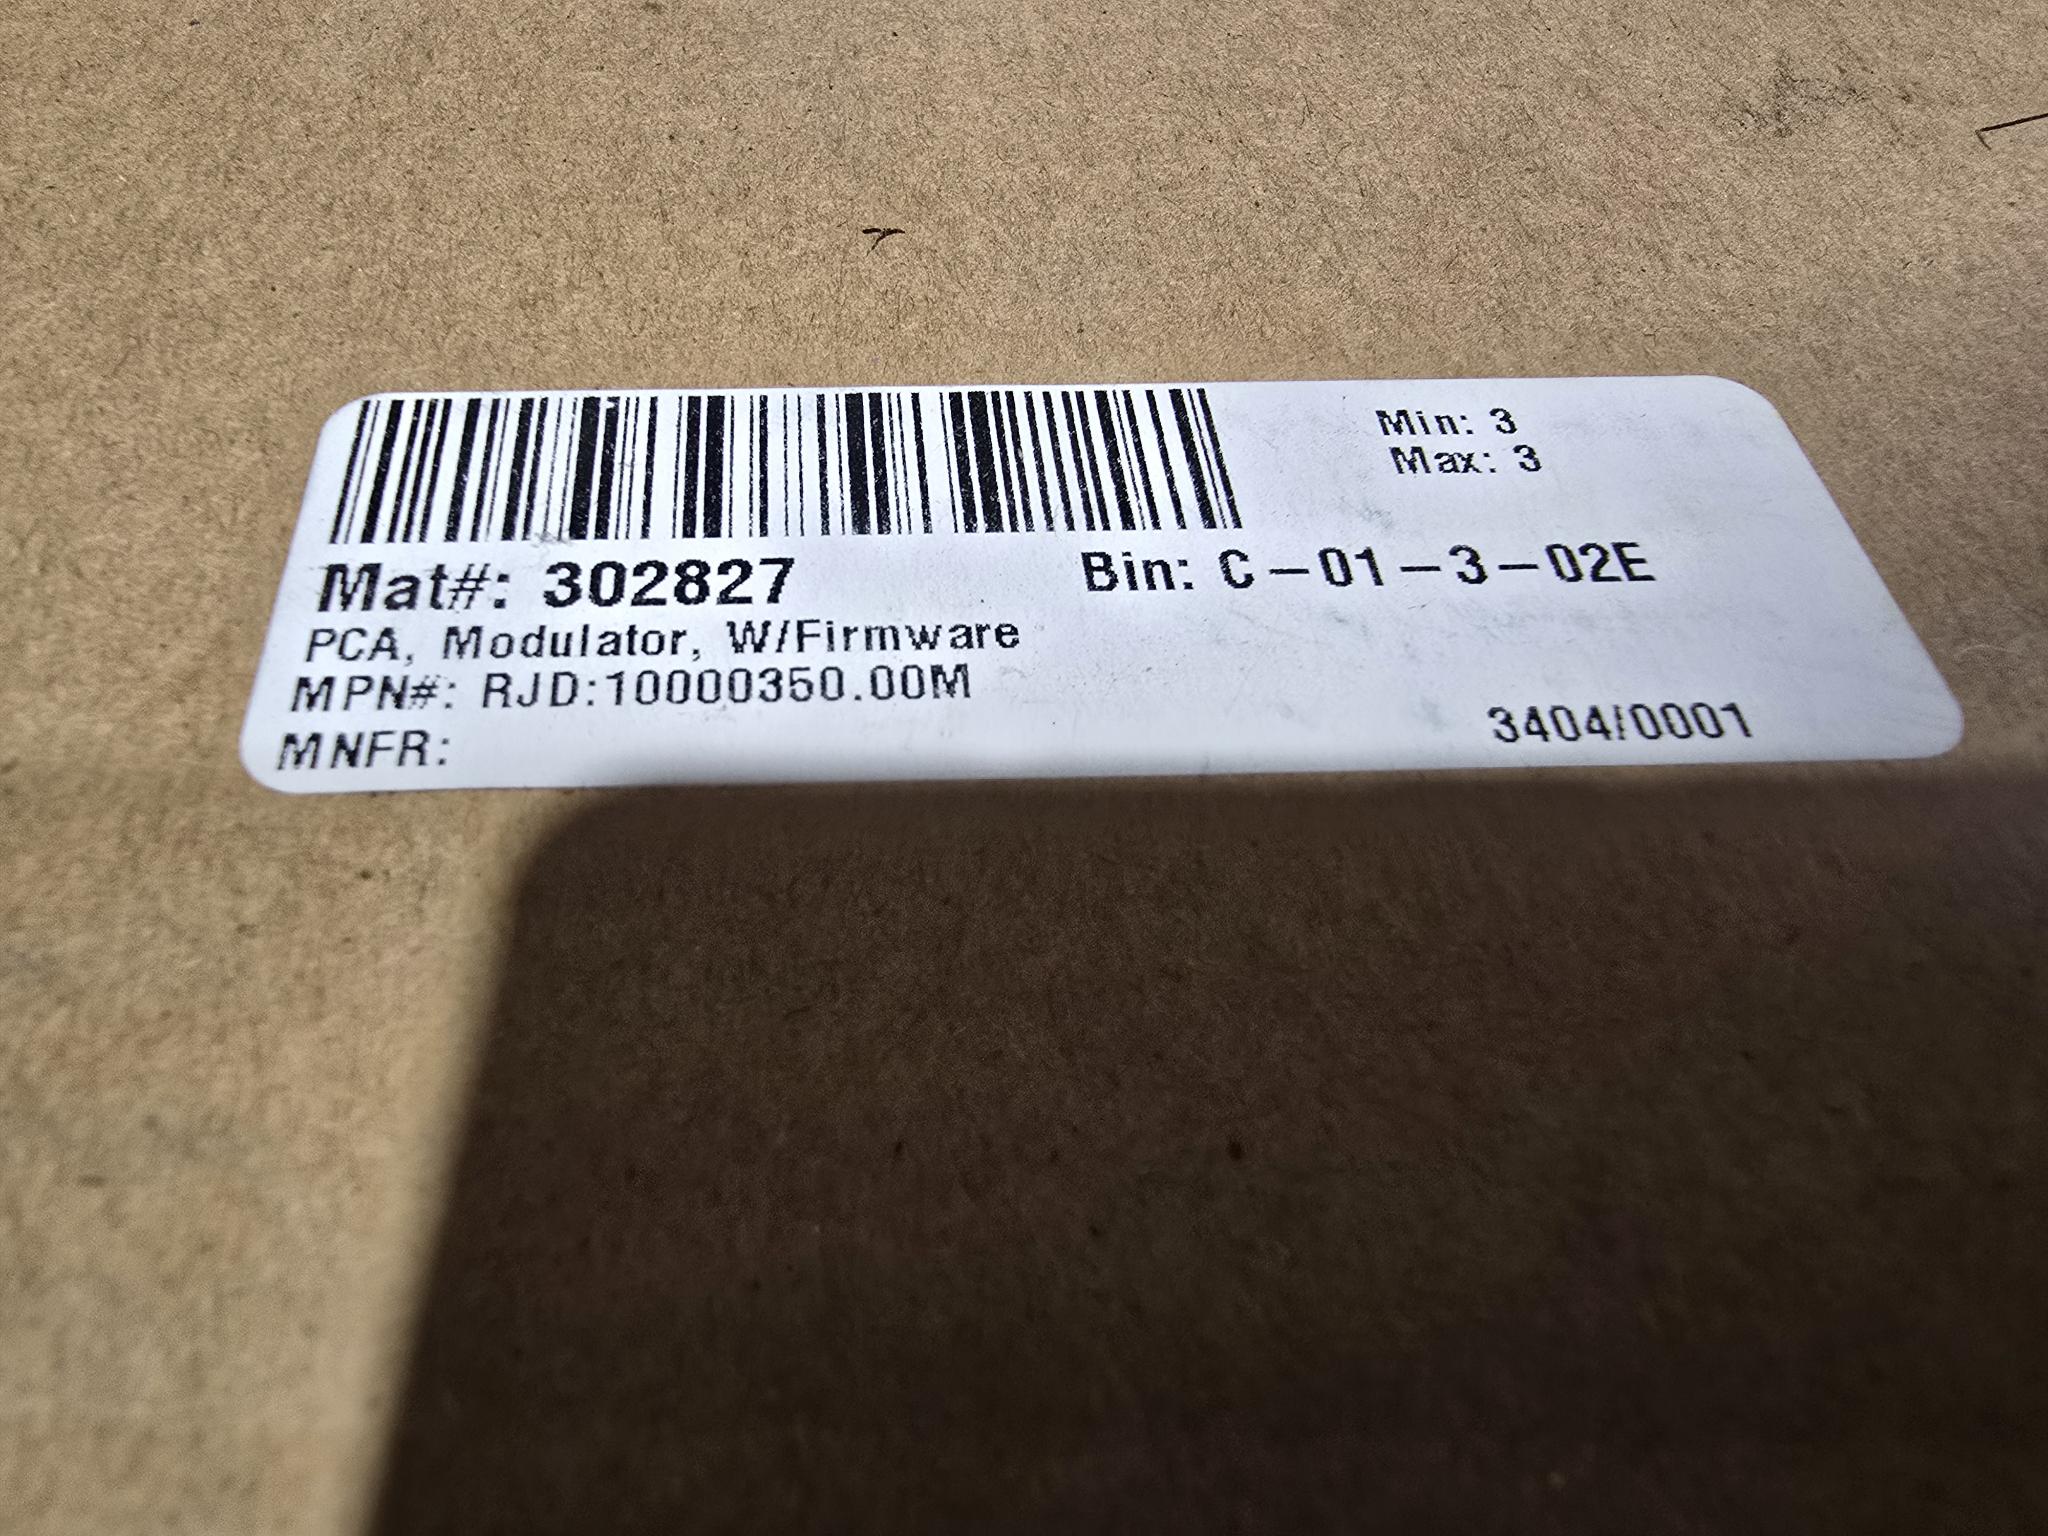 Min: 3
Max: 3
Mat#: 302827
Bin: C-01-3-02E
PCA, Modulator, W/Firmware
MPN#: RJD:10000350.00M
MNFR:
3404/0001